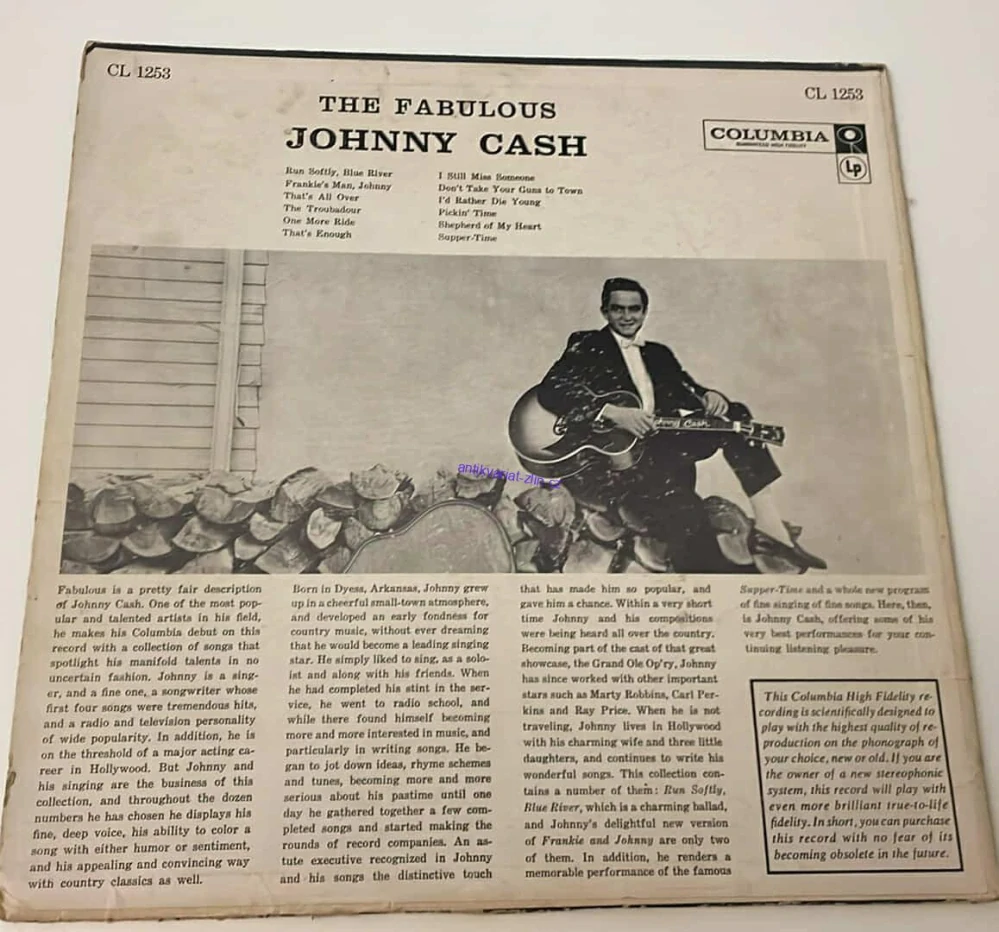 CL 1253
CL 1253
THE FABULOUS
JOHNNY CASH
COLUMBIA
GUARANTEED HIGH FIDELITY
Lp
Run Softly, Blue River
Frankie's Man, Johnny
That's All Over
The Troubadour
One More Ride
That's Enough
I Still Miss Someone
Don't Take Your Guns to Town
I'd Rather Die Young
Pickin' Time
Shepherd of My Heart
Supper-Time
Johnny Cash
antikvariat-zlin.cz
Fabulous is a pretty fair description
of Johnny Cash. One of the most pop-
ular and talented artists in his field,
he makes his Columbia debut on this
record with a collection of songs that
spotlight his manifold talents in no
uncertain fashion. Johnny is a sing-
er, and a fine one, a songwriter whose
first four songs were tremendous hits,
and a radio and television personality
of wide popularity. In addition, he is
on the threshold of a major acting ca-
reer in Hollywood. But Johnny and
his singing are the business of this
collection, and throughout the dozen
numbers he has chosen he displays his
fine, deep voice, his ability to color a
song with either humor or sentiment,
and his appealing and convincing way
with country classics as well.
Born in Dyess, Arkansas, Johnny grew
up in a cheerful small-town atmosphere,
and developed an early fondness for
country music, without ever dreaming
that he would become a leading singing
star. He simply liked to sing, as a solo-
ist and along with his friends. When
he had completed his stint in the ser-
vice, he went to radio school, and
while there found himself becoming
more and more interested in music, and
particularly in writing songs. He be-
gan to jot down ideas, rhyme schemes
and tunes, becoming more and more
serious about his pastime until one
day he gathered together a few com-
pleted songs and started making the
rounds of record companies. An as-
tute executive recognized in Johnny
and his songs the distinctive touch
that has made him so popular, and
gave him a chance. Within a very short
time Johnny and his compositions
were being heard all over the country.
Becoming part of the cast of that great
showcase, the Grand Ole Op'ry, Johnny
has since worked with other important
stars such as Marty Robbins, Carl Per-
kins and Ray Price. When he is not
traveling, Johnny lives in Hollywood
with his charming wife and three little
daughters, and continues to write his
wonderful songs. This collection con-
tains a number of them: Run Softly,
Blue River, which is a charming ballad,
and Johnny's delightful new version
of Frankie and Johnny are only two
of them. In addition, he renders a
memorable performance of the famous
Supper-Time and a whole new program
of fine singing of fine songs. Here, then,
is Johnny Cash, offering some of his
very best performances for your con-
tinuing listening pleasure.
This Columbia High Fidelity re-
cording is scientifically designed to
play with the highest quality of re-
production on the phonograph of
your choice, new or old. If you are
the owner of a new stereophonic
system, this record will play with
even more brilliant true-to-life
fidelity. In short, you can purchase
this record with no fear of its
becoming obsolete in the future.